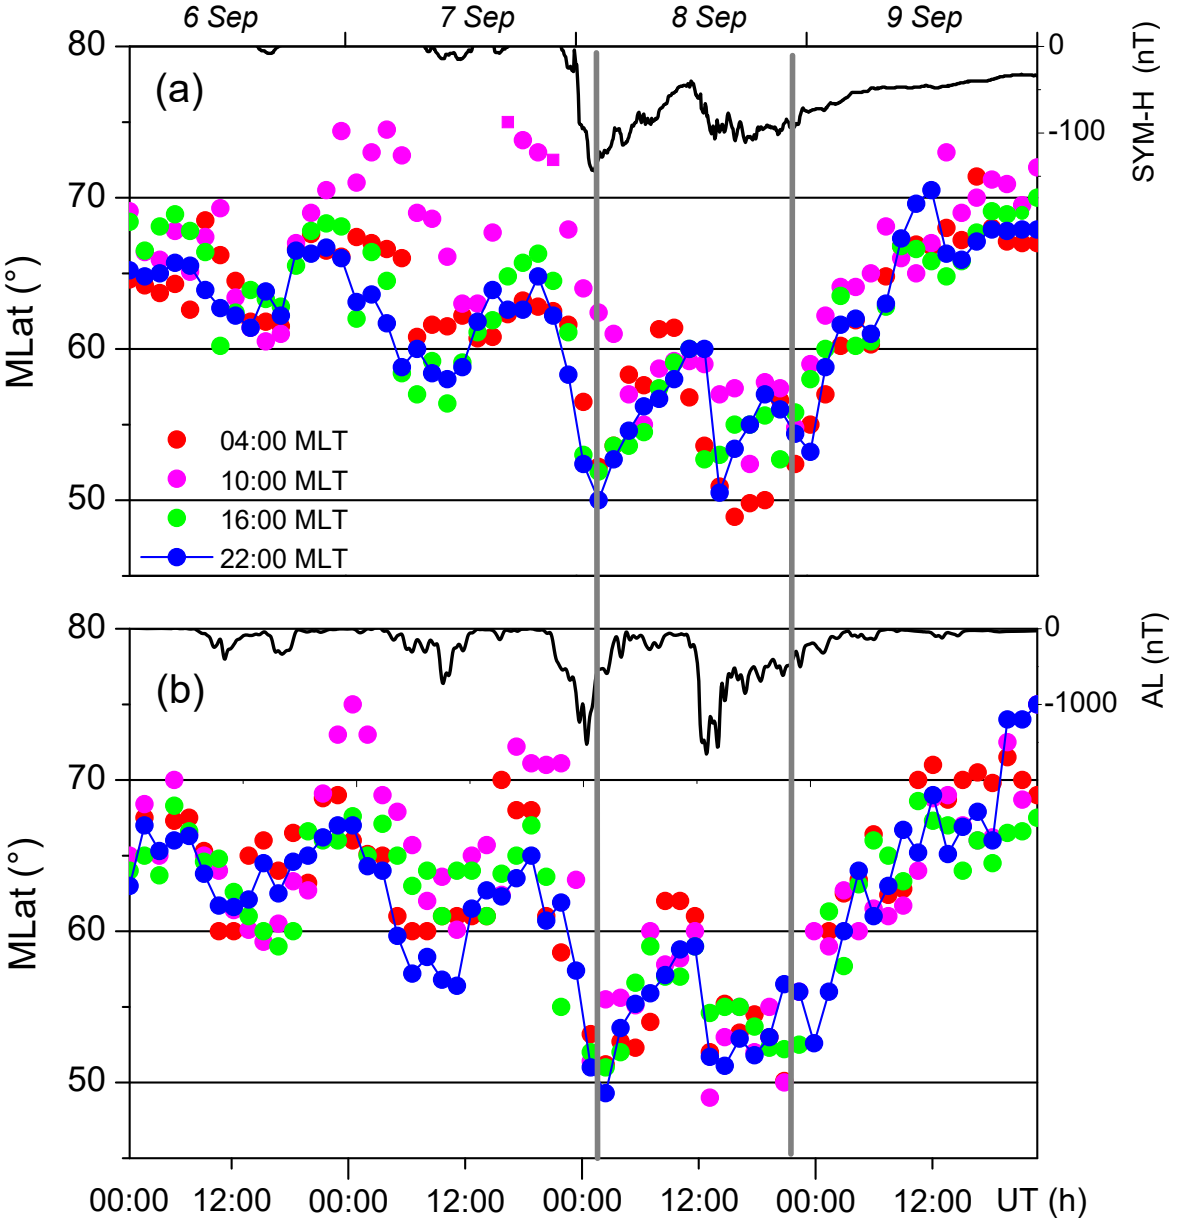 6 Sep 7 Sep 8 Sep 9 Sep
80
70
60
50
MLat (°)
(a)
0
-100
SYM-H (nT)
04:00 MLT
10:00 MLT
16:00 MLT
22:00 MLT
80
70
60
50
MLat (°)
(b)
0
-1000
AL (nT)
00:00 12:00 00:00 12:00 00:00 12:00 00:00 12:00 UT (h)